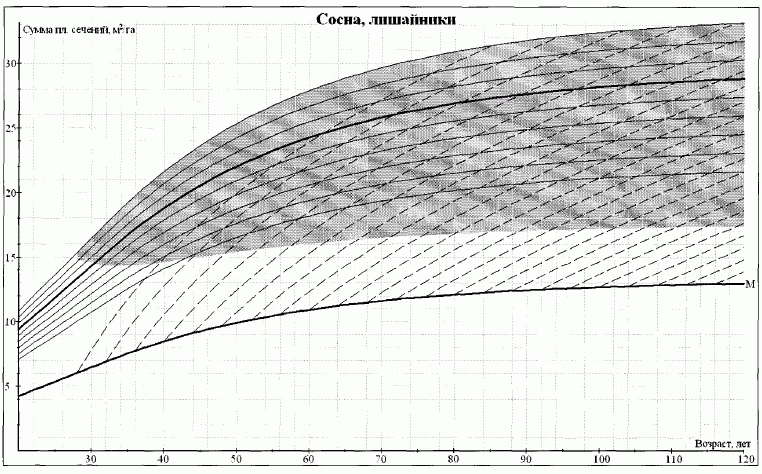 Сосна, лишайники
Сумма пл. сечений, м²/га
30
25
20
15
10
5
М
Возраст, лет
30 40 50 60 70 80 90 100 110 120